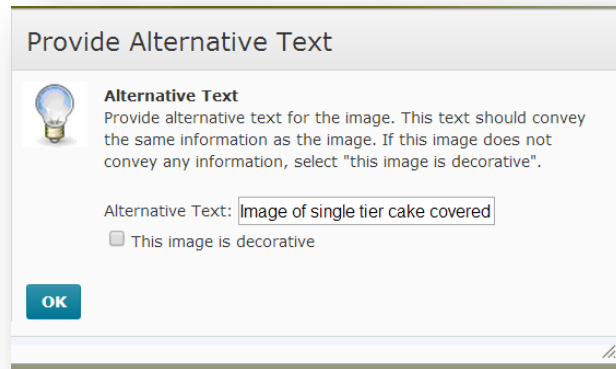 Provide Alternative Text
Alternative Text
Provide alternative text for the image. This text should convey
the same information as the image. If this image does not
convey any information, select "this image is decorative".
Alternative Text: Image of single tier cake covered
This image is decorative
OK